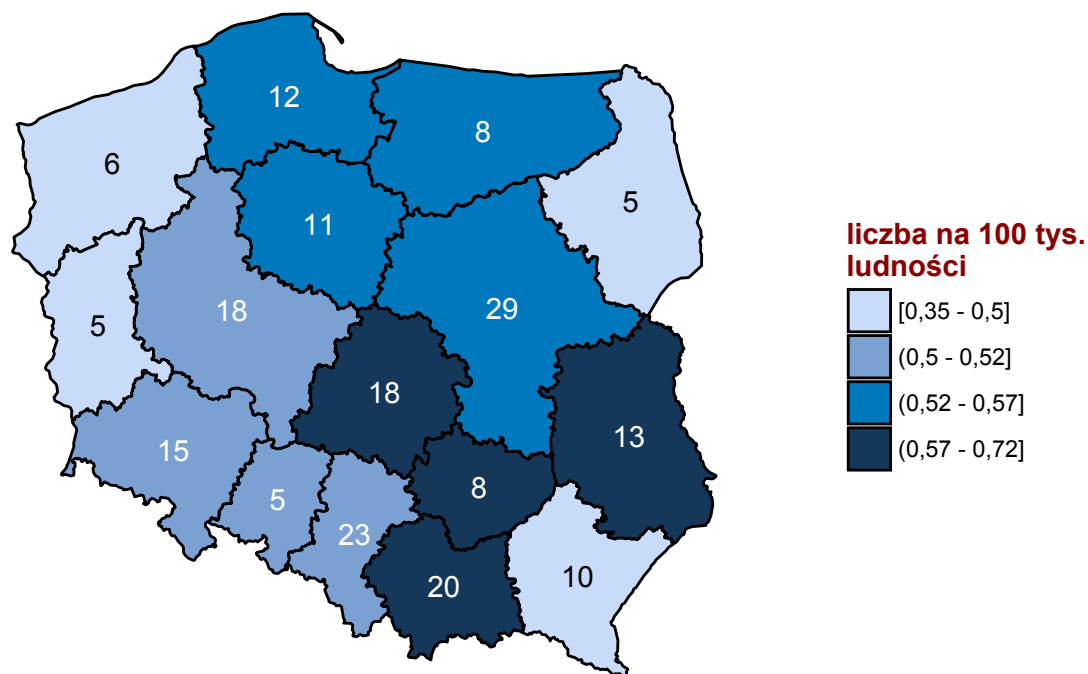 12
8
6
5
11
5
18
29
18
13
15
5
8
23
20
10
liczba na 100 tys.
ludności
[0,35 - 0,5]
(0,5 - 0,52]
(0,52 - 0,57]
(0,57 - 0,72]